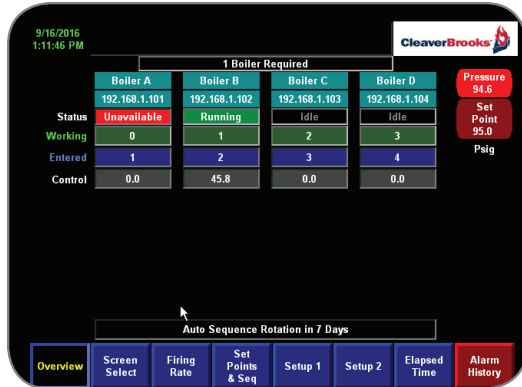 9/16/2016
1:11:46 PM
CleaverBrooks
1 Boiler Required
Boiler A Boiler B Boiler C Boiler D
192.168.1.101 192.168.1.102 192.168.1.103 192.168.1.104
Status Unavailable Running Idle Idle
Working 0 1 2 3
Entered 1 2 3 4
Control 0.0 45.8 0.0 0.0
Pressure
94.6
Set
Point
95.0
Psig
Auto Sequence Rotation in 7 Days
Overview
Screen
Select
Firing
Rate
Set
Points
& Seq
Setup 1
Setup 2
Elapsed
Time
Alarm
History